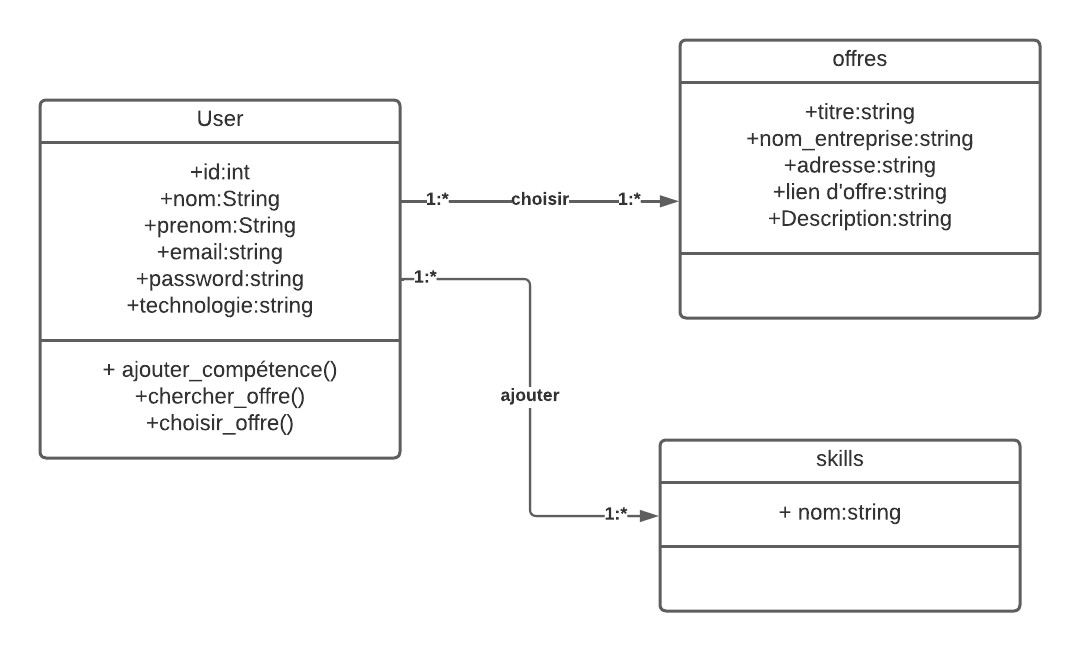 User
+id:int
+nom:String
+prenom:String
+email:string
+password:string
+technologie:string
+ ajouter_compétence()
+chercher_offre()
+choisir_offre()
1:* choisir 1:*
1:*
ajouter
1:*
offres
+titre:string
+nom_entreprise:string
+adresse:string
+lien d'offre:string
+Description:string
skills
+ nom:string